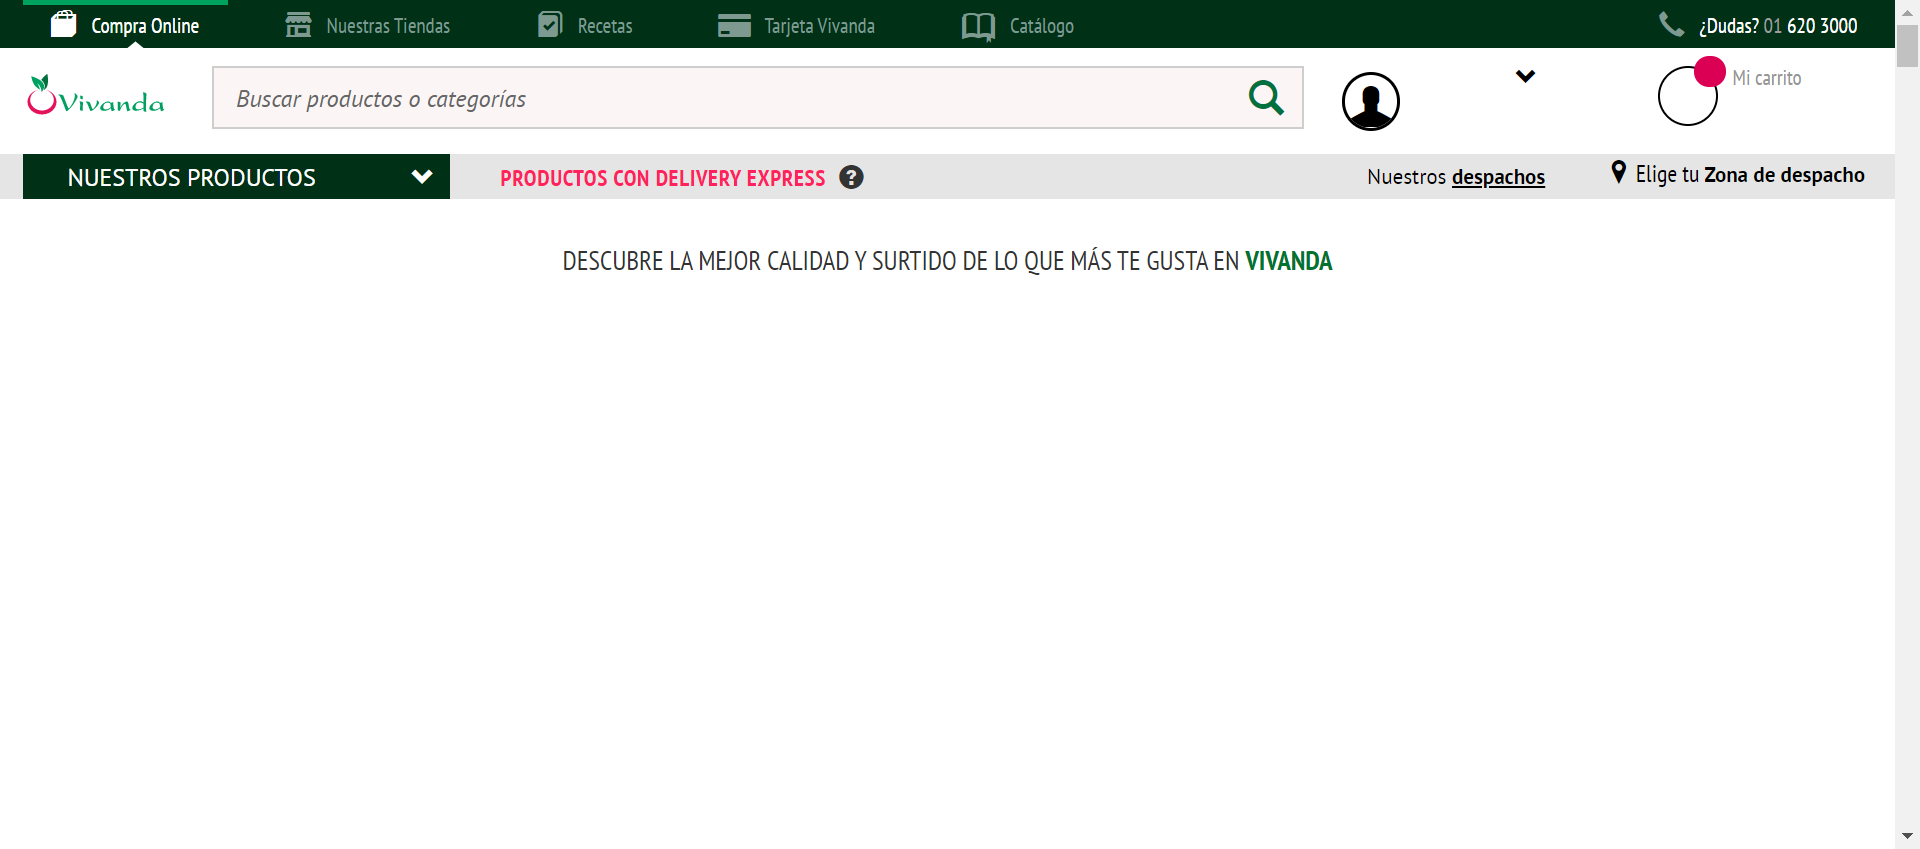 Compra Online
Nuestras Tiendas
Recetas
Tarjeta Vivanda
Catálogo
¿Dudas? 01 620 3000
Vivanda
Buscar productos o categorías
Mi carrito
NUESTROS PRODUCTOS
PRODUCTOS CON DELIVERY EXPRESS ?
Nuestros despachos
Elige tu Zona de despacho
DESCUBRE LA MEJOR CALIDAD Y SURTIDO DE LO QUE MÁS TE GUSTA EN VIVANDA